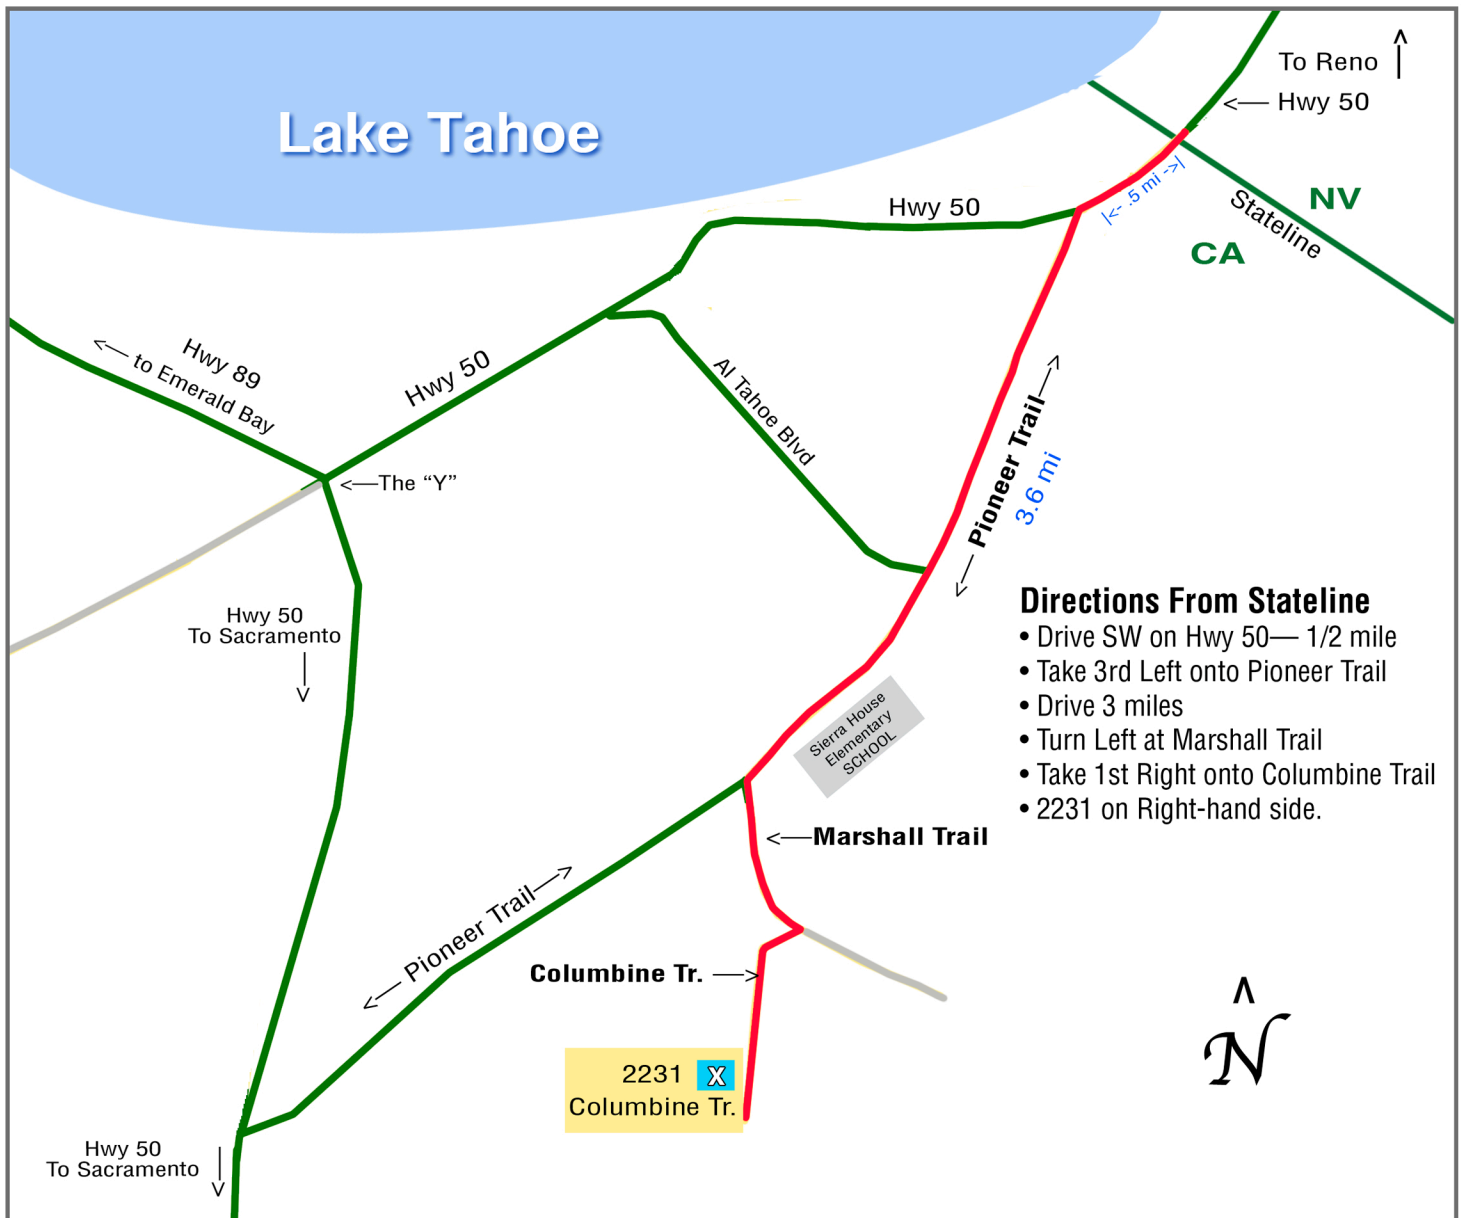 To Reno
Hwy 50
Lake Tahoe
|<- .5 mi ->|
NV
Hwy 50
Stateline
CA
Hwy 89
to Emerald Bay
Hwy 50
Al Tahoe Blvd
The “Y”
Pioneer Trail
3.6 mi
Hwy 50
To Sacramento
Directions From Stateline
• Drive SW on Hwy 50— 1/2 mile
• Take 3rd Left onto Pioneer Trail
• Drive 3 miles
• Turn Left at Marshall Trail
• Take 1st Right onto Columbine Trail
• 2231 on Right-hand side.
Sierra House
Elementary
SCHOOL
Marshall Trail
Pioneer Trail
Columbine Tr.
N
2231 X
Columbine Tr.
Hwy 50
To Sacramento